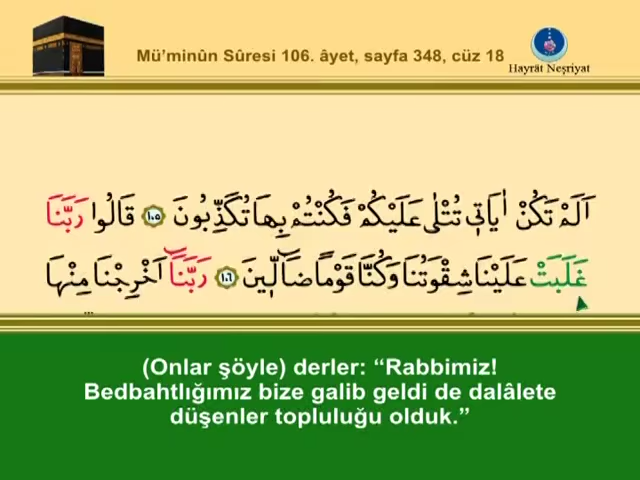 Mü’minûn Sûresi 106. âyet, sayfa 348, cüz 18
Hayrât Neşriyat
اَلَمْ تَكُنْ اٰيَات۪ي تُتْلٰى عَلَيْكُمْ فَكُنْتُمْ بِهَا تُكَذِّبُونَ ﴿١٠٥﴾ قَالُوا رَبَّنَا
غَلَبَتْ عَلَيْنَا شِقْوَتُنَا وَكُنَّا قَوْمًا ضَٓالّ۪ينَ ﴿١٠٦﴾ رَبَّنَٓا اَخْرِجْنَا مِنْهَا
(Onlar şöyle) derler: “Rabbimiz!
Bedbahtlığımız bize galib geldi de dalâlete
düşenler topluluğu olduk.”